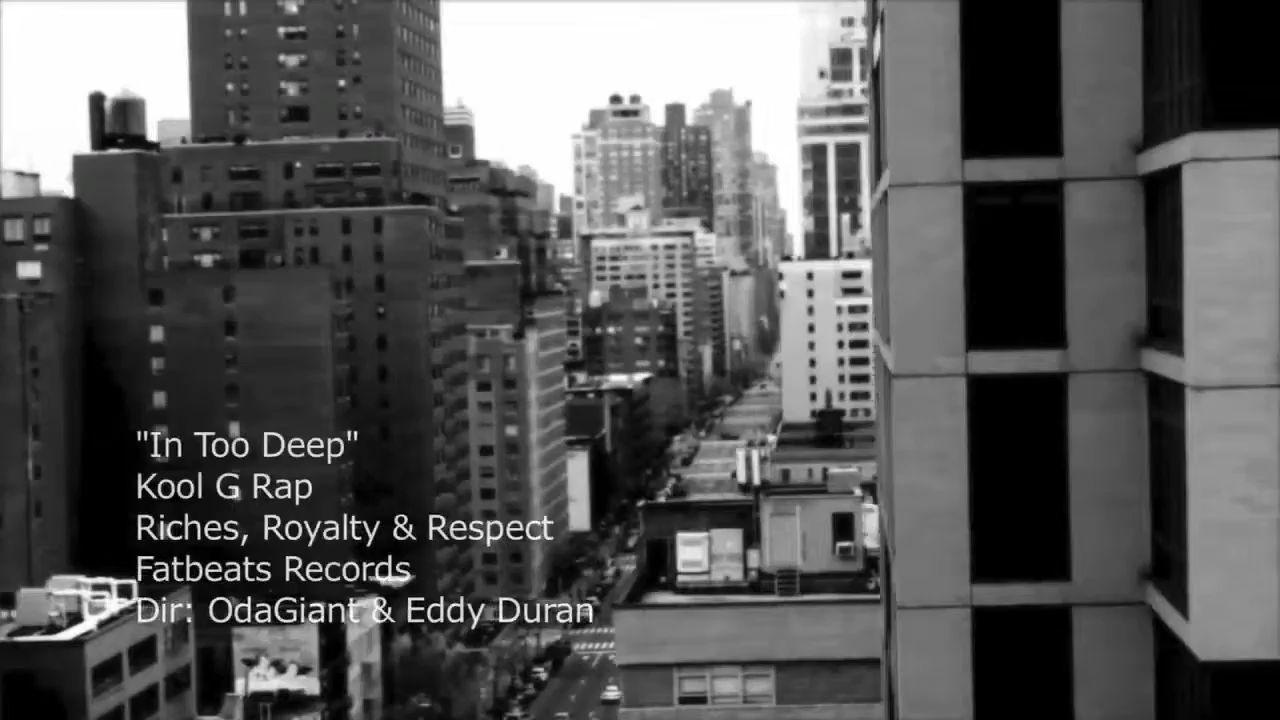 "In Too Deep"
Kool G Rap
Riches, Royalty & Respect
Fatbeats Records
Dir: OdaGiant & Eddy Duran